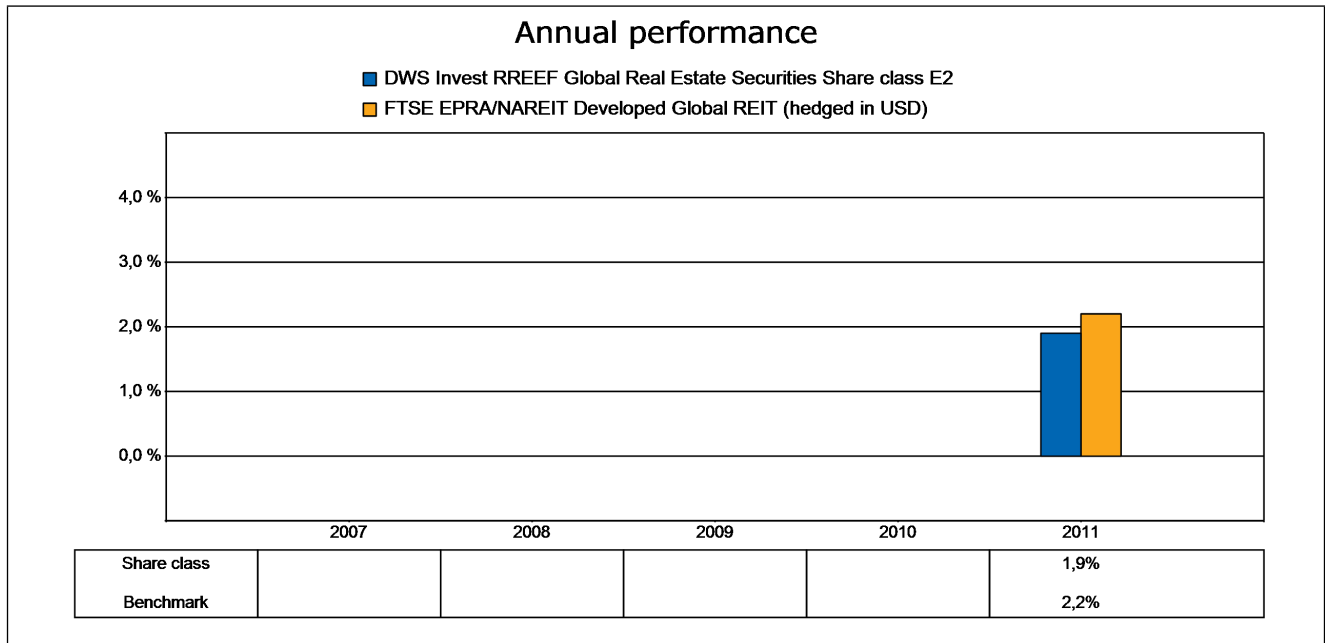 Annual performance
DWS Invest RREEF Global Real Estate Securities Share class E2
FTSE EPRA/NAREIT Developed Global REIT (hedged in USD)
4,0 %
3,0 %
2,0 %
1,0 %
0,0 %
2007 2008 2009 2010 2011
Share class 1,9%
Benchmark 2,2%